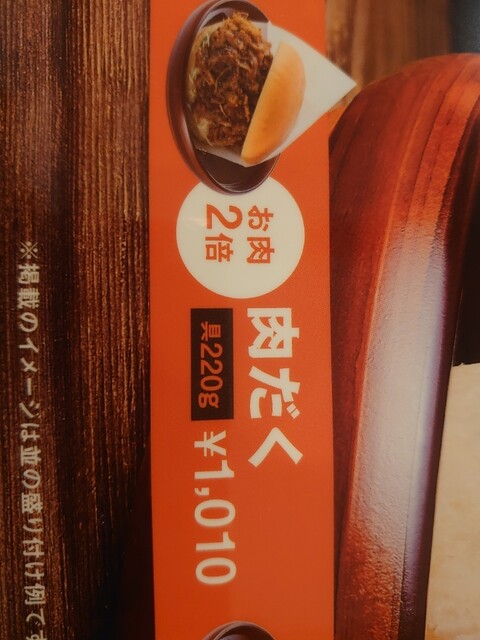 お肉
2倍
肉だく
具220g
¥1,010
※掲載のイメージは並の盛り付け例です